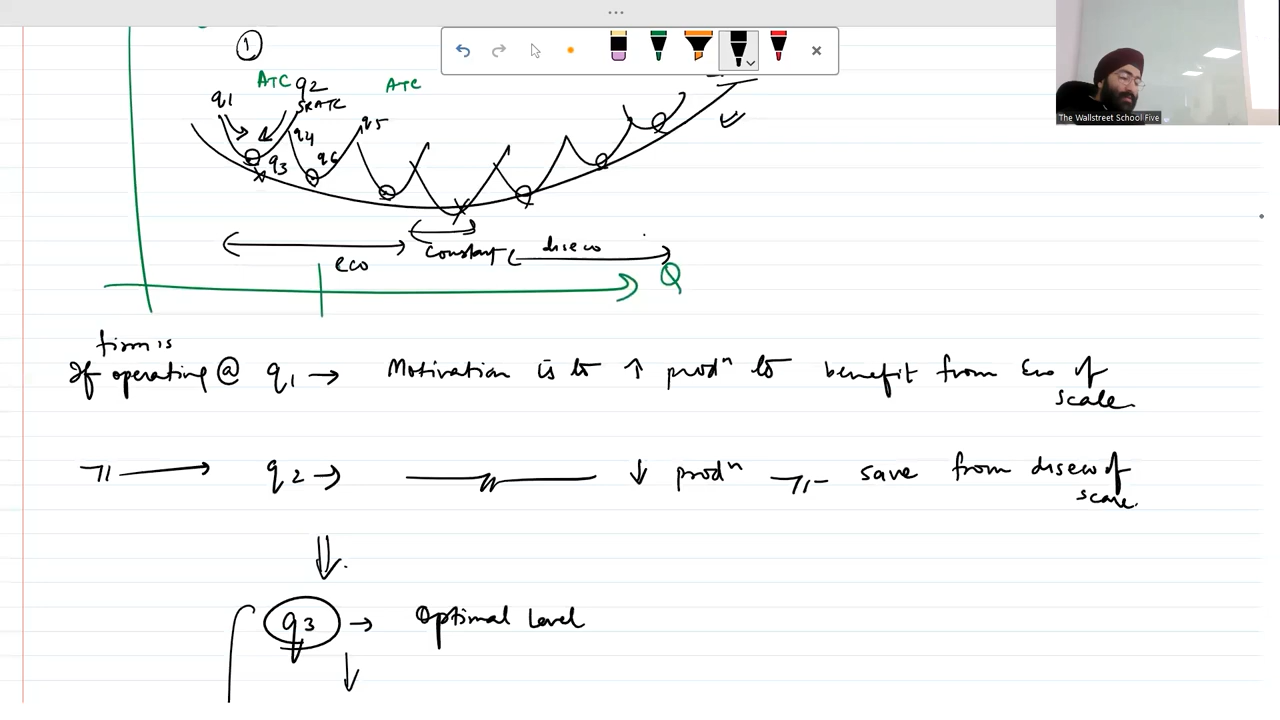 1
ATC q2 ATC
q1 SRATC
q4 q5
q3 q6
constant diseco
eco Q
firm is
If operating @ q1 → Motivation is to ↑ prodn to benefit from Eco of
scale.
q2 → ↓ prodn save from diseco of
scale.
q3 → Optimal Level
The Wallstreet School Five